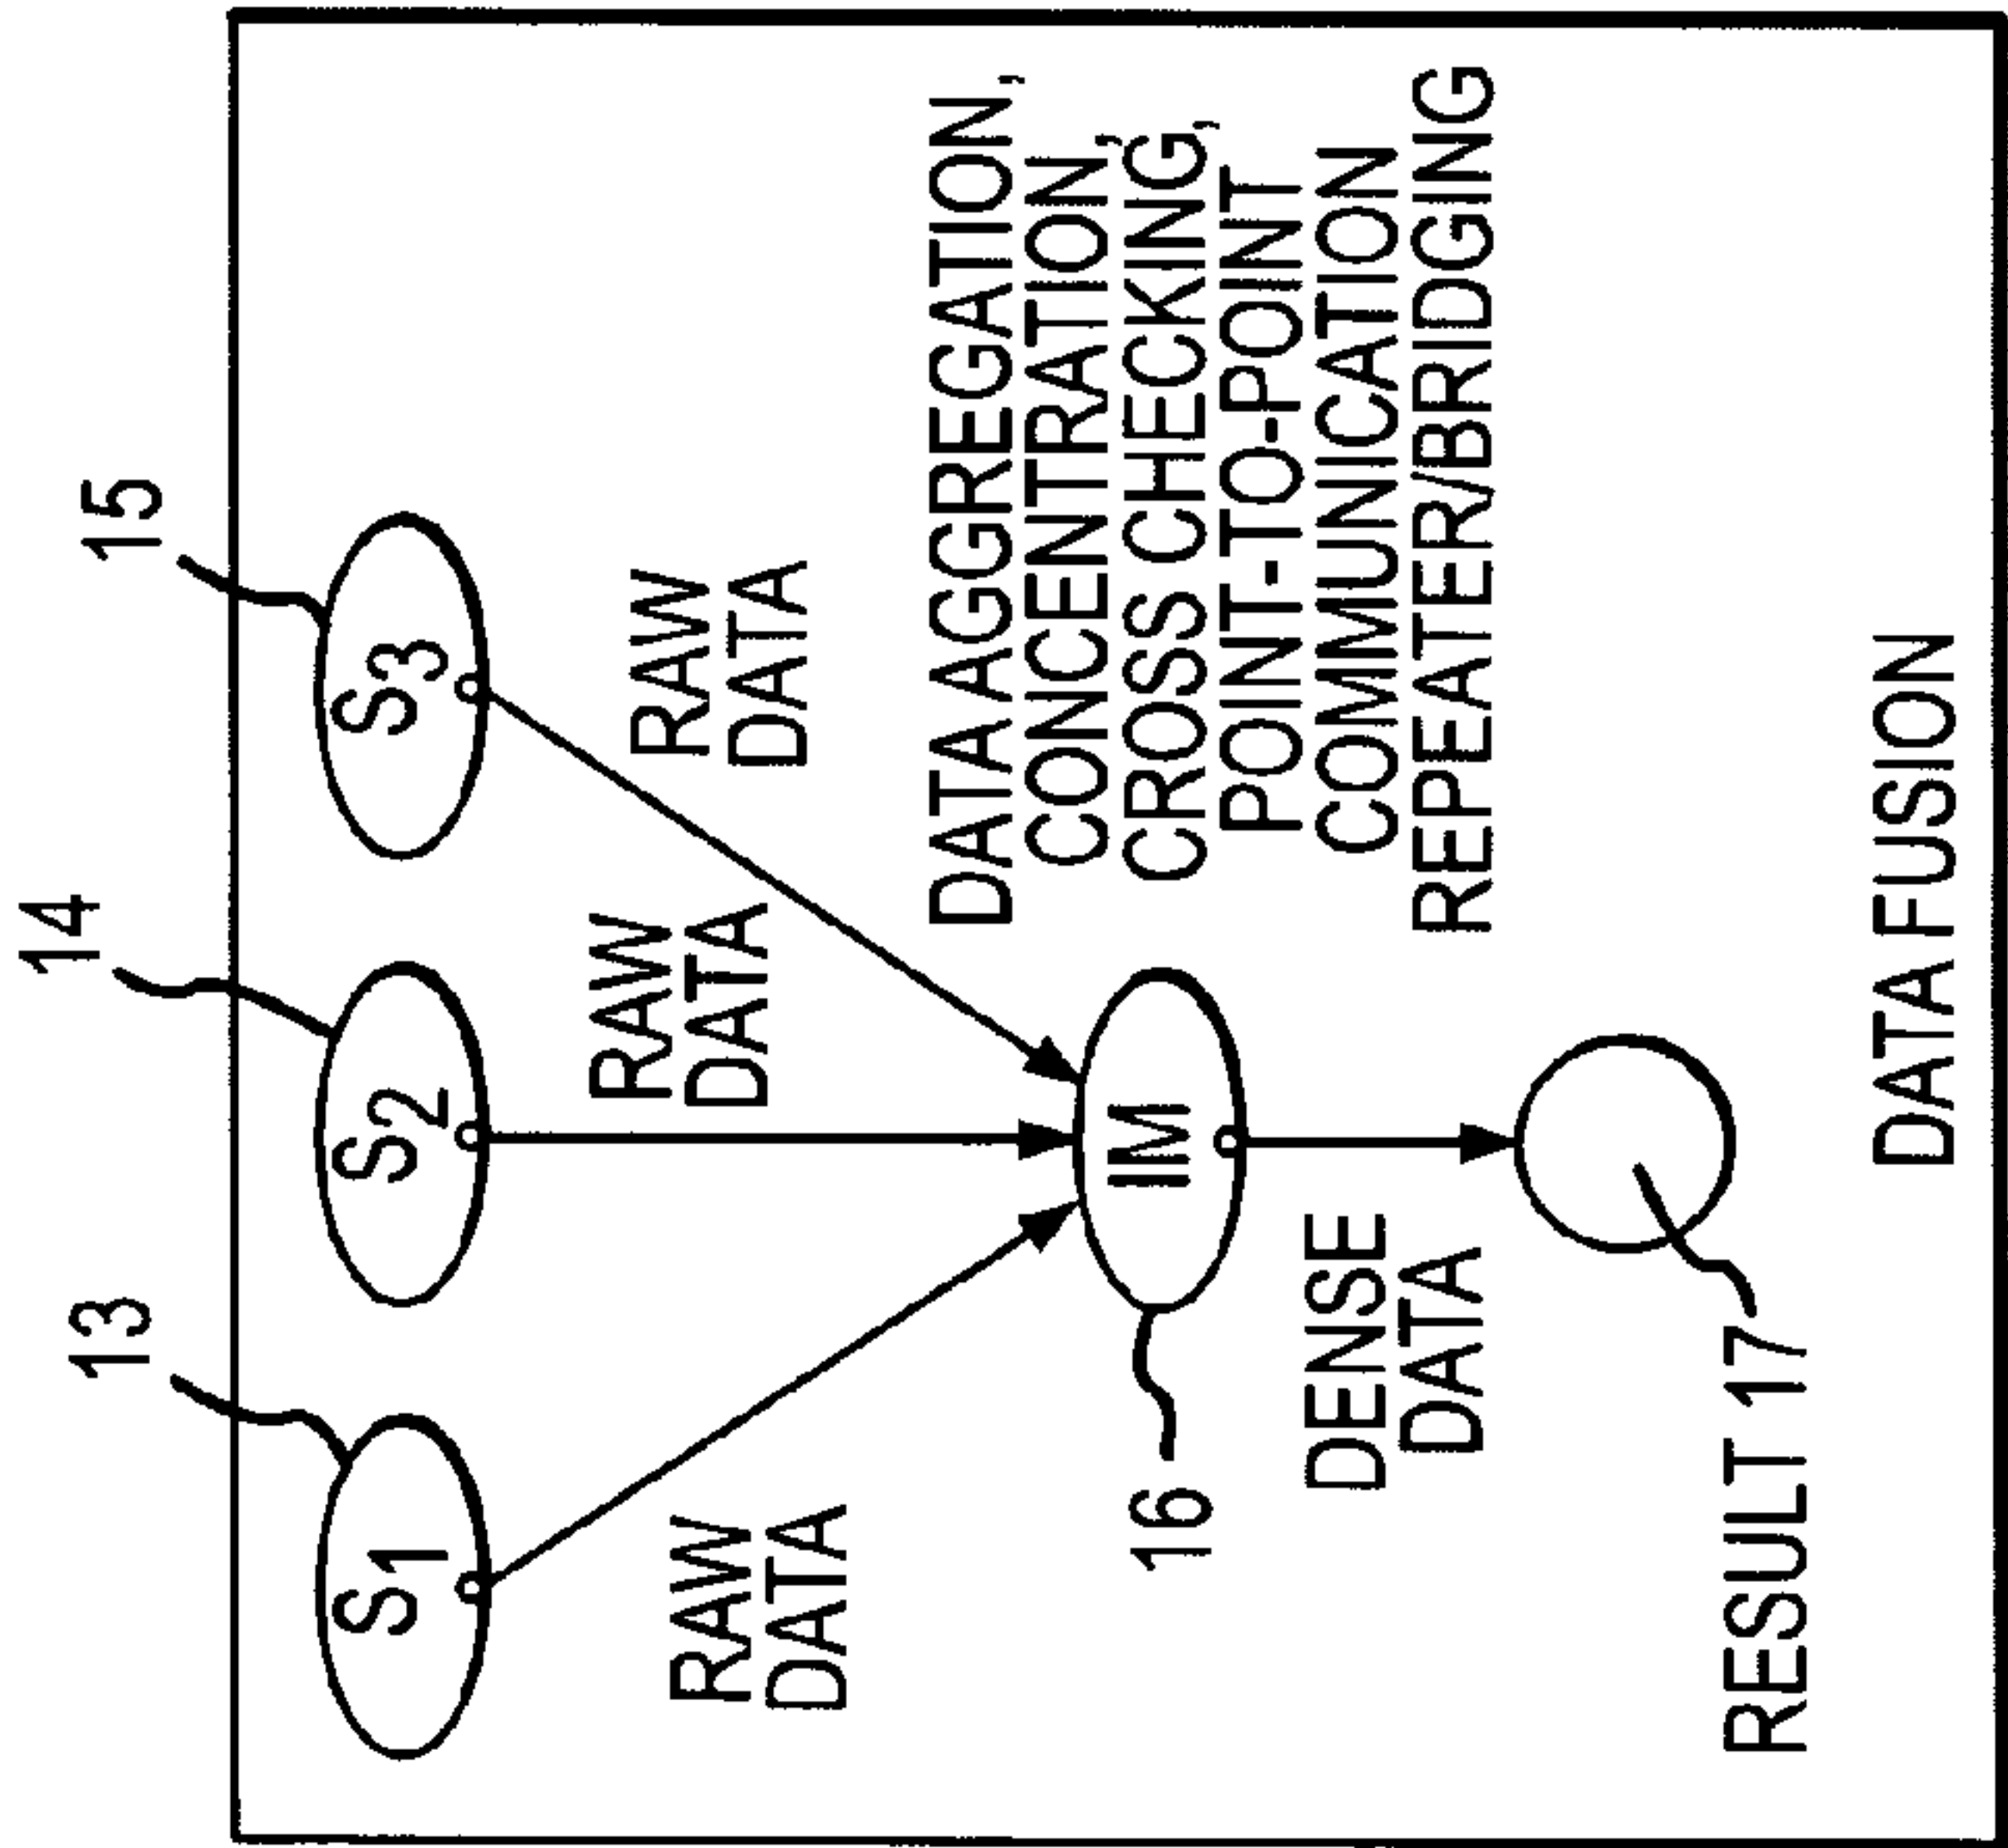 13
14
15
S1
S2
S3
RAW
DATA
RAW
DATA
RAW
DATA
16
IM
DATA AGGREGATION,
CONCENTRATION,
CROSS CHECKING,
POINT-TO-POINT
COMMUNICATION
REPEATER/BRIDGING
DENSE
DATA
RESULT 17
DATA FUSION